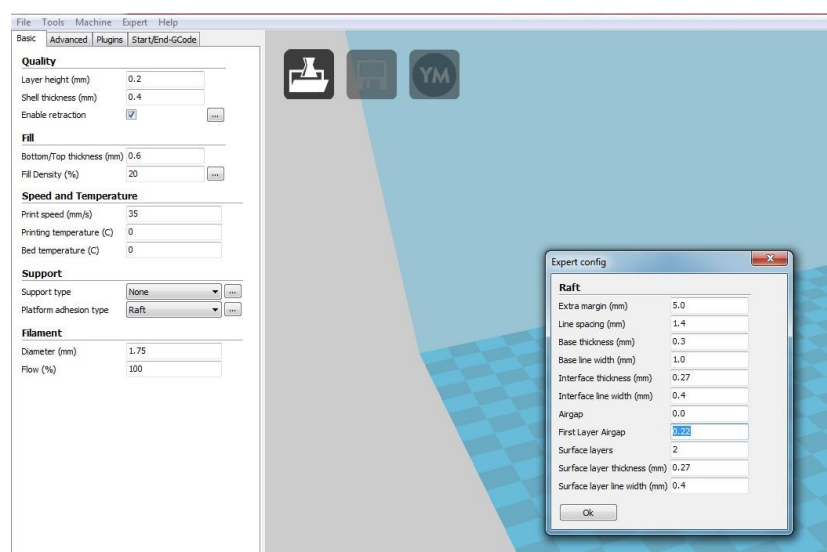 File Tools Machine Expert Help
Basic Advanced Plugins Start/End-GCode
Quality
Layer height (mm) 0.2
Shell thickness (mm) 0.4
Enable retraction ...
Fill
Bottom/Top thickness (mm) 0.6
Fill Density (%) 20 ...
Speed and Temperature
Print speed (mm/s) 35
Printing temperature (C) 0
Bed temperature (C) 0
Support
Support type None ...
Platform adhesion type Raft ...
Filament
Diameter (mm) 1.75
Flow (%) 100
YM
Expert config
Raft
Extra margin (mm) 5.0
Line spacing (mm) 1.4
Base thickness (mm) 0.3
Base line width (mm) 1.0
Interface thickness (mm) 0.27
Interface line width (mm) 0.4
Airgap 0.0
First Layer Airgap 0.22
Surface layers 2
Surface layer thickness (mm) 0.27
Surface layer line width (mm) 0.4
Ok